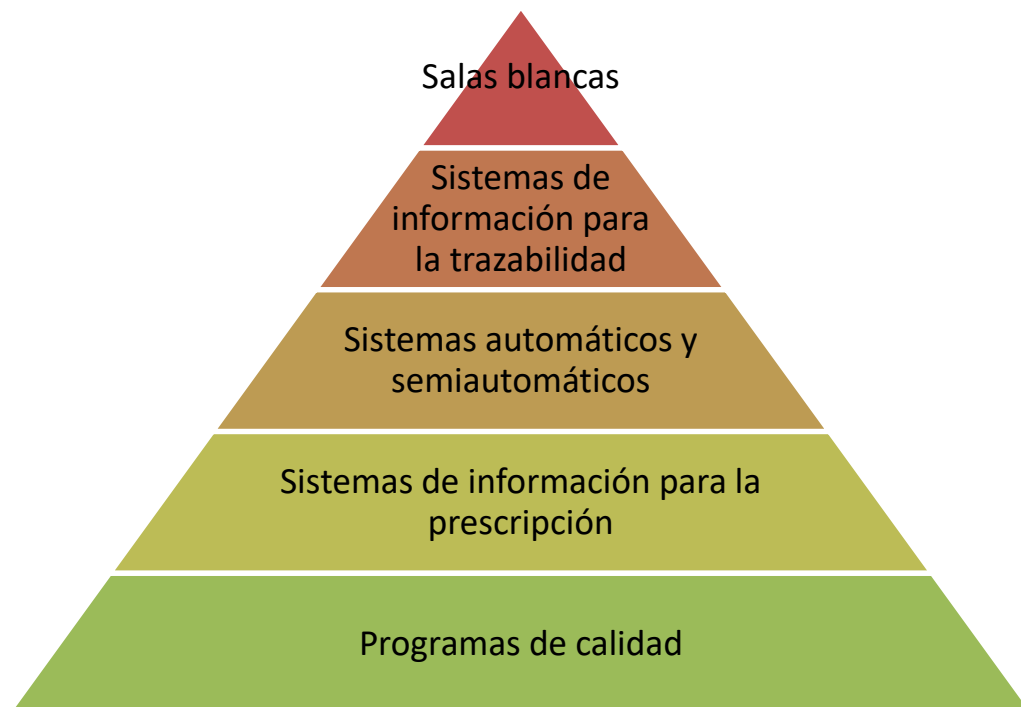 Salas blancas
Sistemas de
información para
la trazabilidad
Sistemas automáticos y
semiautomáticos
Sistemas de información para la
prescripción
Programas de calidad